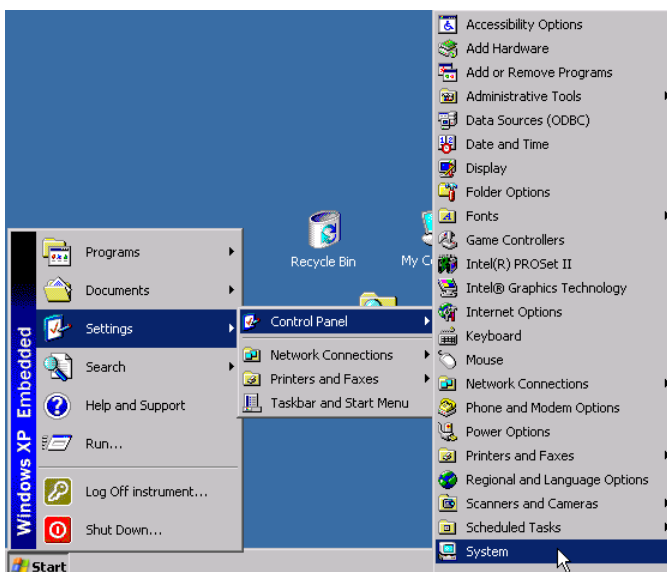 Accessibility Options
Add Hardware
Add or Remove Programs
Administrative Tools
Data Sources (ODBC)
Date and Time
Display
Folder Options
Fonts
Game Controllers
Intel(R) PROSet II
Intel® Graphics Technology
Internet Options
Keyboard
Mouse
Network Connections
Phone and Modem Options
Power Options
Printers and Faxes
Regional and Language Options
Scanners and Cameras
Scheduled Tasks
System
Recycle Bin
My
Programs
Documents
Settings
Search
Help and Support
Run...
Log Off instrument...
Shut Down...
Windows XP Embedded
Control Panel
Network Connections
Printers and Faxes
Taskbar and Start Menu
Start